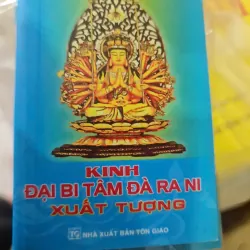 KINH
ĐẠI BI TÂM ĐÀ RA NI
XUẤT TƯỢNG
NHÀ XUẤT BẢN TÔN GIÁO